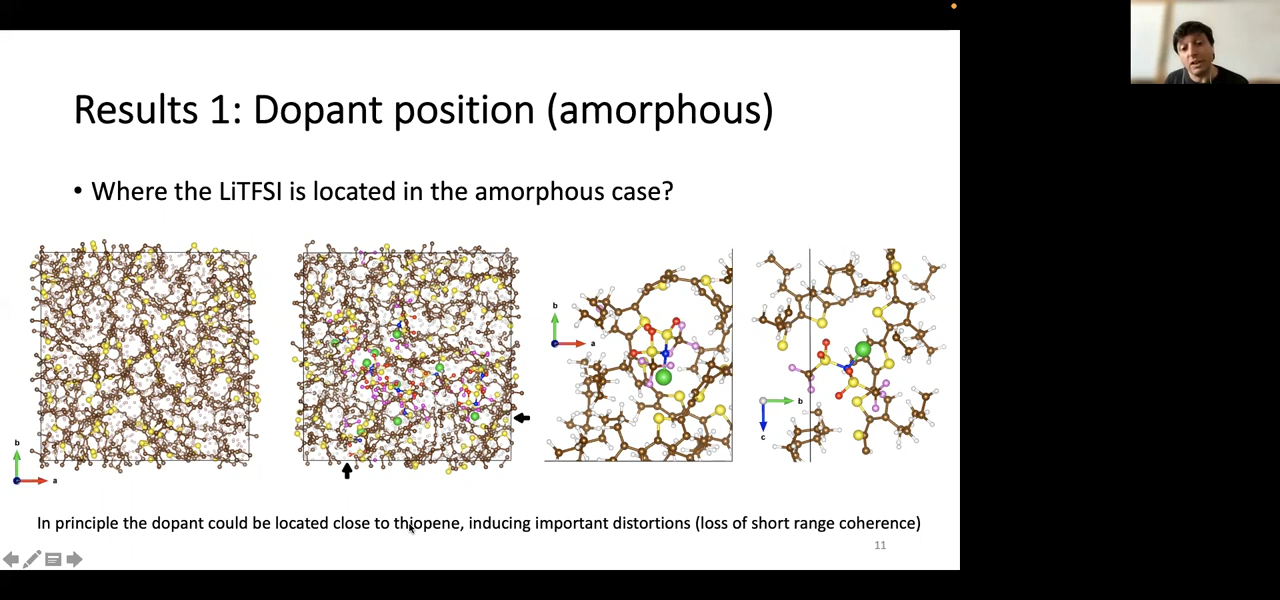 Results 1: Dopant position (amorphous)
• Where the LiTFSI is located in the amorphous case?
b
a
b
a
b
c
In principle the dopant could be located close to thiopene, inducing important distortions (loss of short range coherence)
11